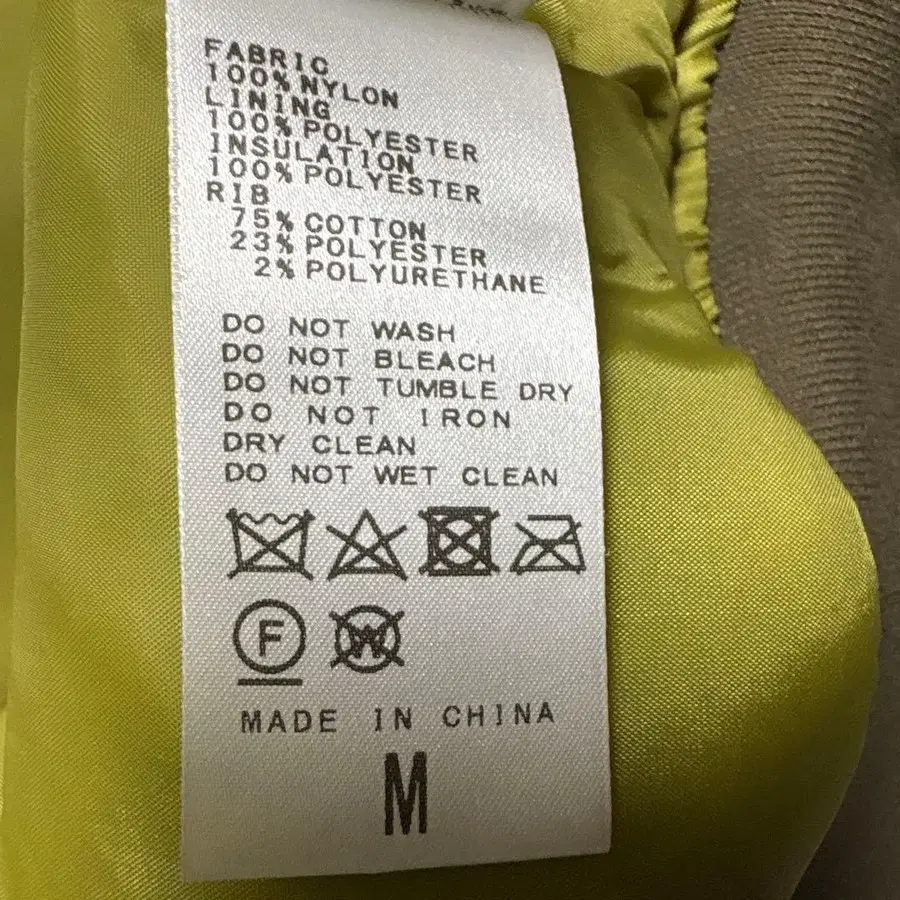 FABRIC
100% NYLON
LINING
100% POLYESTER
INSULATION
100% POLYESTER
RIB
75% COTTON
23% POLYESTER
2% POLYURETHANE
DO NOT WASH
DO NOT BLEACH
DO NOT TUMBLE DRY
DO NOT IRON
DRY CLEAN
DO NOT WET CLEAN
F W
MADE IN CHINA
M